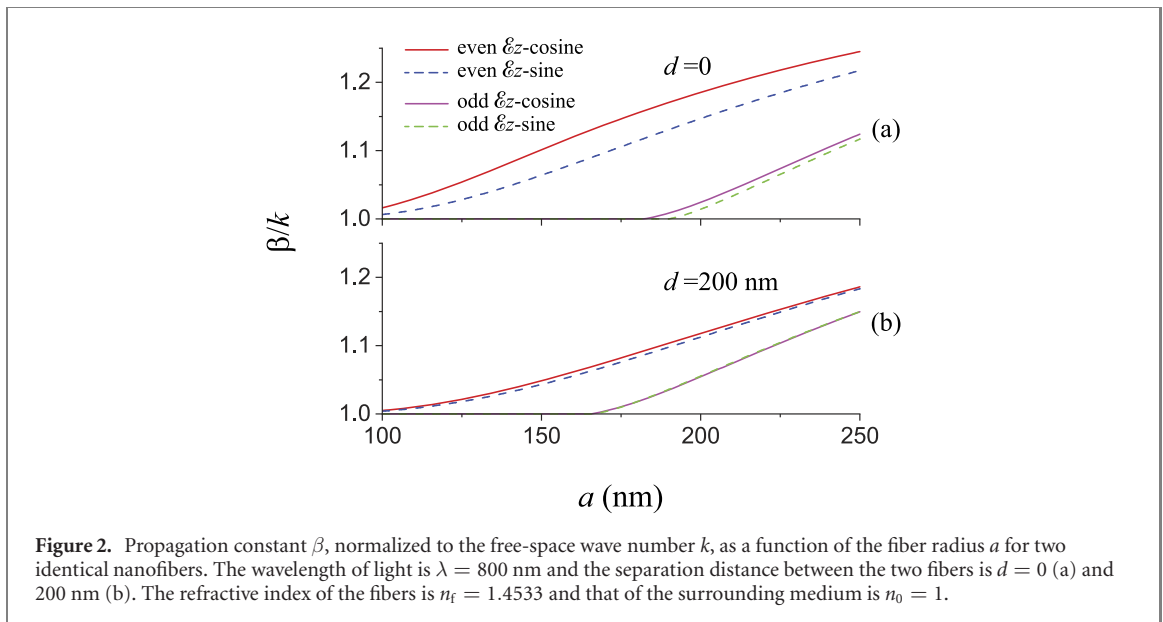 even ℰz-cosine
even ℰz-sine
odd ℰz-cosine
odd ℰz-sine
d=0
1.2
(a)
1.1
1.0
β/k
d=200 nm
1.2
(b)
1.1
1.0
100 150 200 250
a (nm)
Figure 2. Propagation constant β, normalized to the free-space wave number k, as a function of the fiber radius a for two
identical nanofibers. The wavelength of light is λ = 800 nm and the separation distance between the two fibers is d = 0 (a) and
200 nm (b). The refractive index of the fibers is nf = 1.4533 and that of the surrounding medium is n0 = 1.